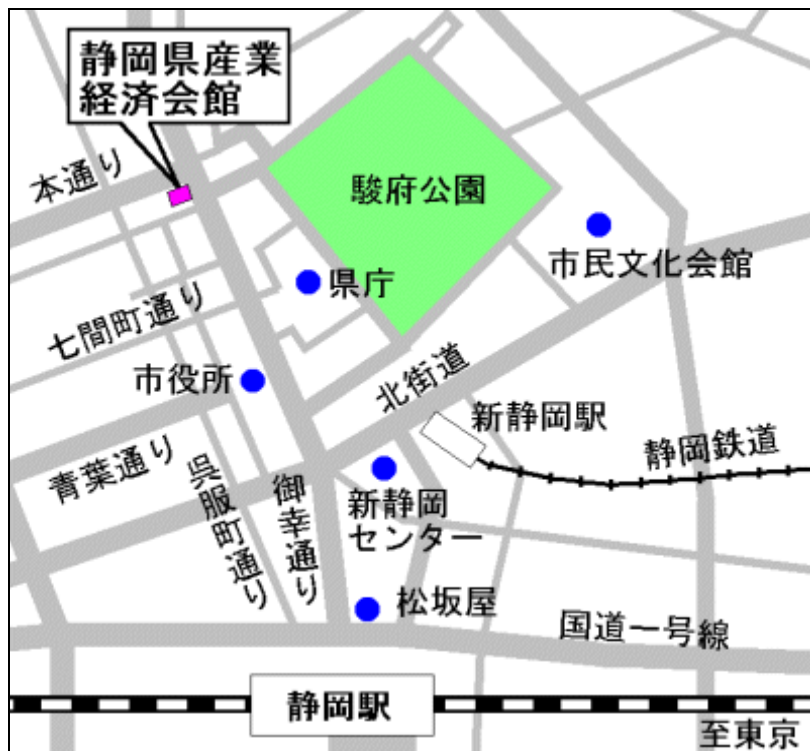 静岡県産業
経済会館
本通り
駿府公園
市民文化会館
県庁
七間町通り
市役所
北街道
新静岡駅
静岡鉄道
青葉通り
呉服町通り
御幸通り
新静岡
センター
松坂屋
国道一号線
静岡駅
至東京